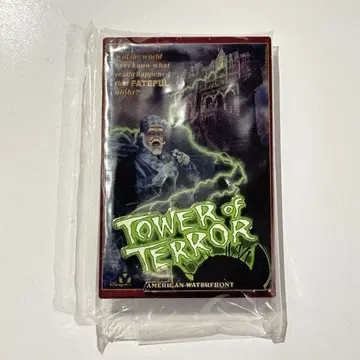 Will the world
ever know what
really happened
that FATEFUL
night?
TOWER of
TERROR
AMERICAN WATERFRONT